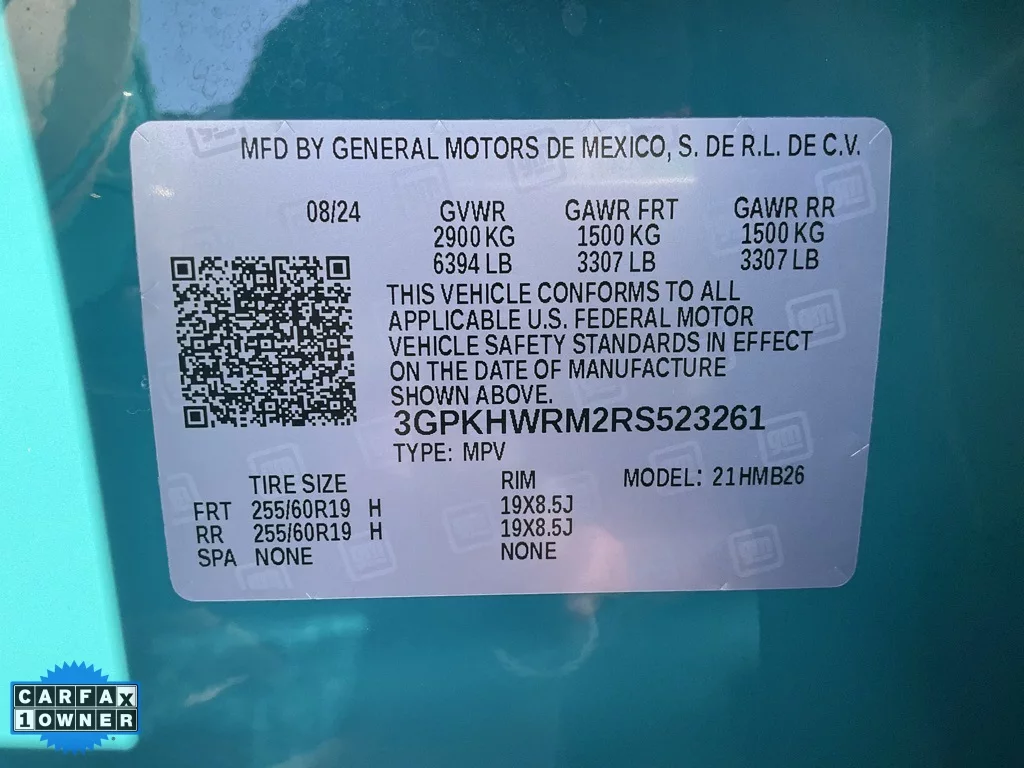 MFD BY GENERAL MOTORS DE MEXICO, S. DE R.L. DE C.V.
08/24 GVWR GAWR FRT GAWR RR
2900 KG 1500 KG 1500 KG
6394 LB 3307 LB 3307 LB
THIS VEHICLE CONFORMS TO ALL
APPLICABLE U.S. FEDERAL MOTOR
VEHICLE SAFETY STANDARDS IN EFFECT
ON THE DATE OF MANUFACTURE
SHOWN ABOVE.
3GPKHWRM2RS523261
TYPE: MPV
TIRE SIZE RIM MODEL: 21HMB26
FRT 255/60R19 H 19X8.5J
RR 255/60R19 H 19X8.5J
SPA NONE NONE
CARFAX
1 OWNER